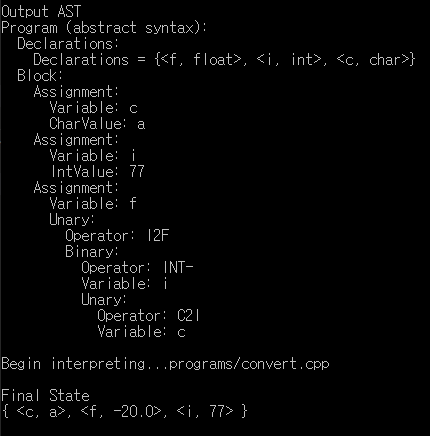 Output AST
Program (abstract syntax):
  Declarations:
    Declarations = {<f, float>, <i, int>, <c, char>}
  Block:
    Assignment:
      Variable: c
      CharValue: a
    Assignment:
      Variable: i
      IntValue: 77
    Assignment:
      Variable: f
      Unary:
        Operator: I2F
        Binary:
          Operator: INT-
          Variable: i
          Unary:
            Operator: C2I
            Variable: c

Begin interpreting...programs/convert.cpp

Final State
{ <c, a>, <f, -20.0>, <i, 77> }